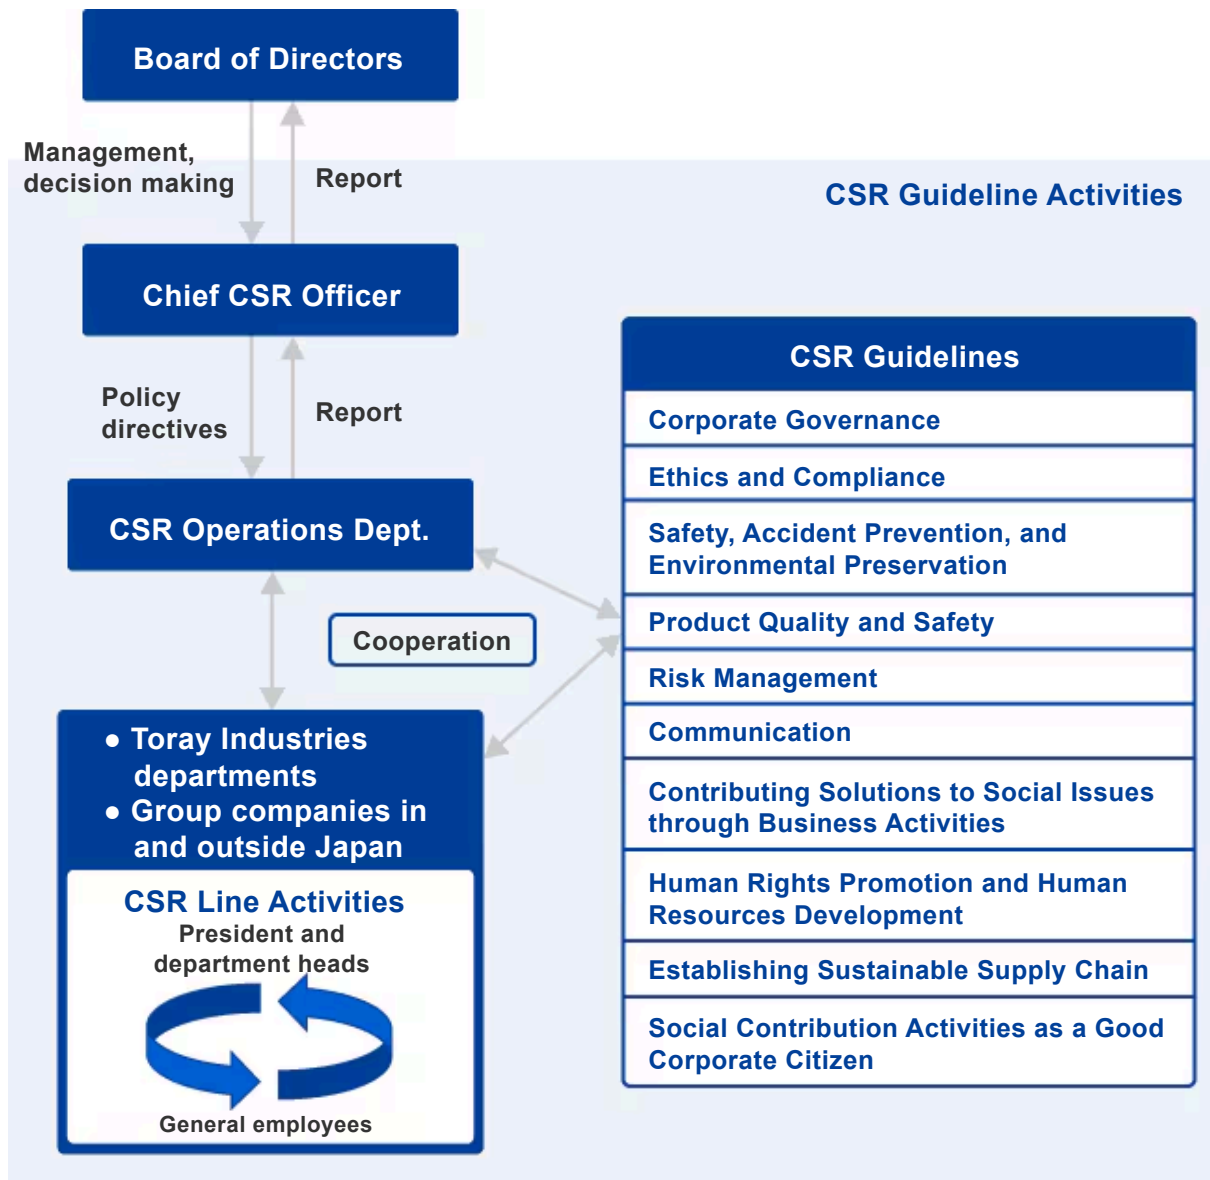 Board of Directors
Management,
decision making
Report
CSR Guideline Activities
Chief CSR Officer
Policy
directives
Report
CSR Operations Dept.
Cooperation
● Toray Industries
departments
● Group companies in
and outside Japan
CSR Line Activities
President and
department heads
General employees
CSR Guidelines
Corporate Governance
Ethics and Compliance
Safety, Accident Prevention, and
Environmental Preservation
Product Quality and Safety
Risk Management
Communication
Contributing Solutions to Social Issues
through Business Activities
Human Rights Promotion and Human
Resources Development
Establishing Sustainable Supply Chain
Social Contribution Activities as a Good
Corporate Citizen